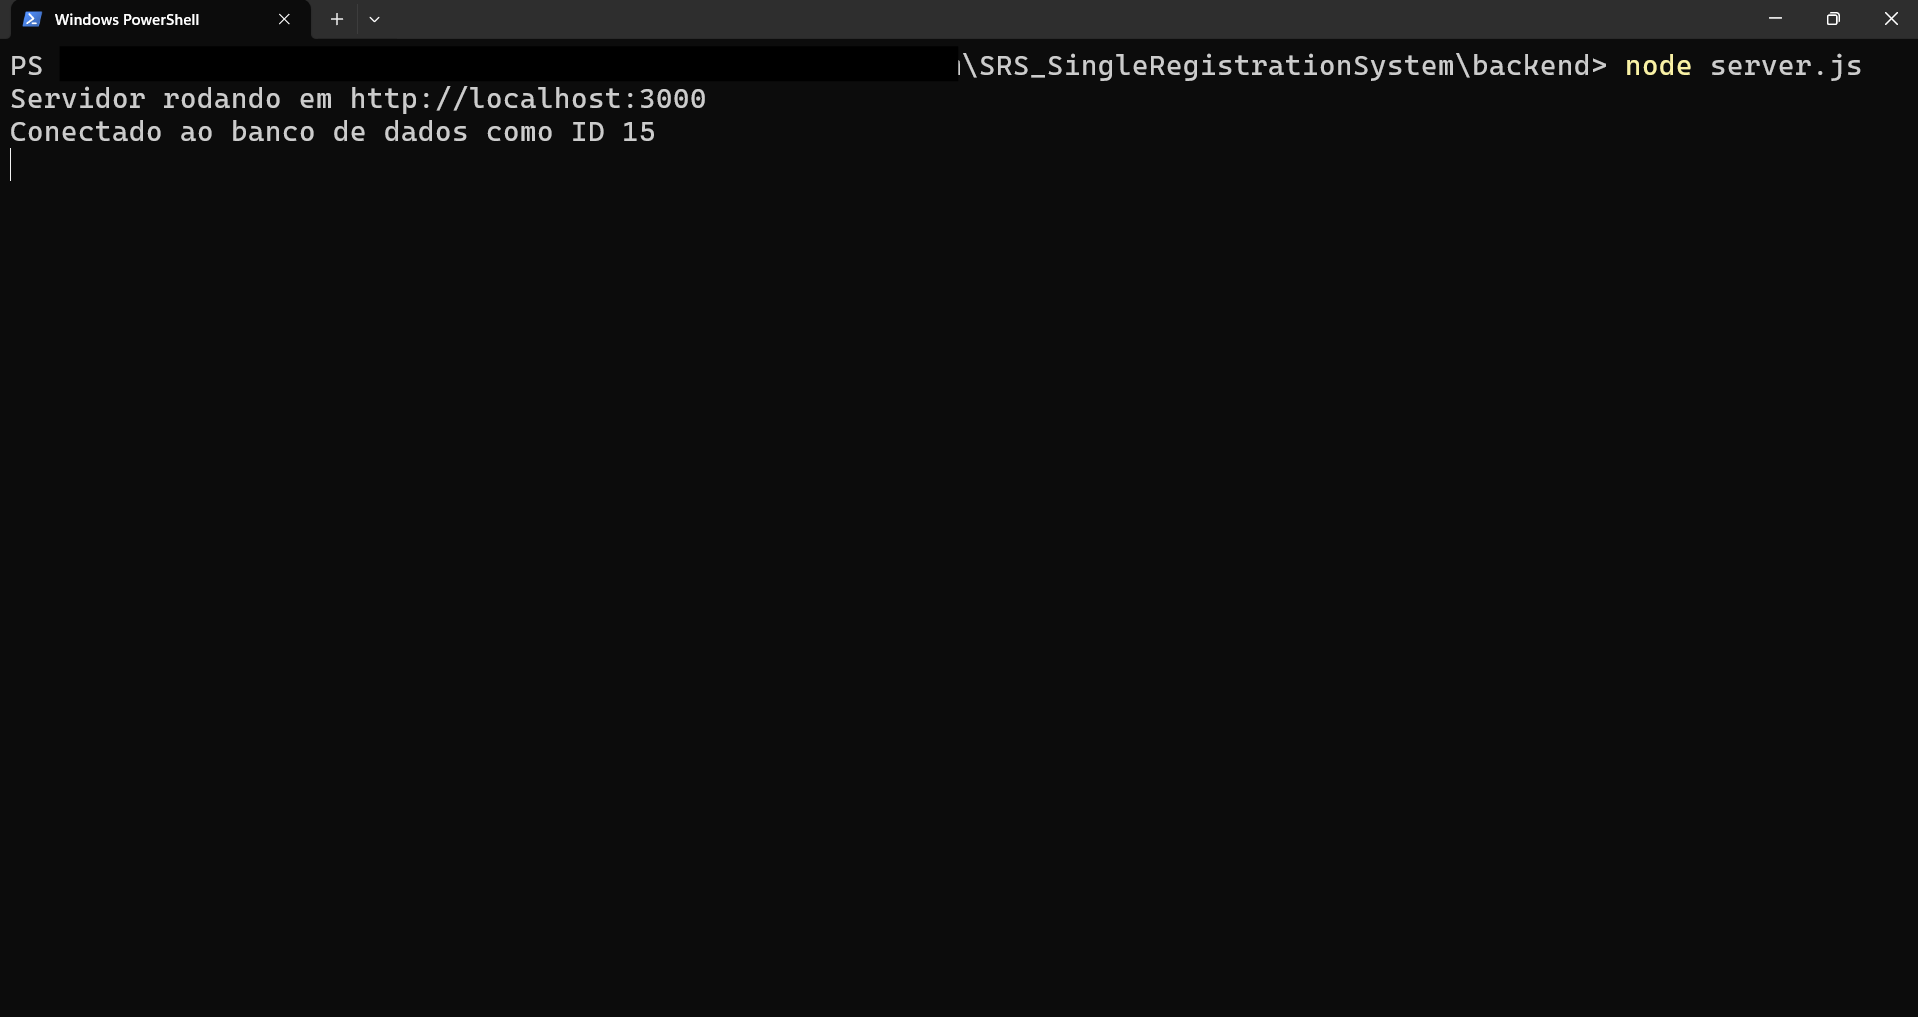 Windows PowerShell
PS \SRS_SingleRegistrationSystem\backend> node server.js
Servidor rodando em http://localhost:3000
Conectado ao banco de dados como ID 15